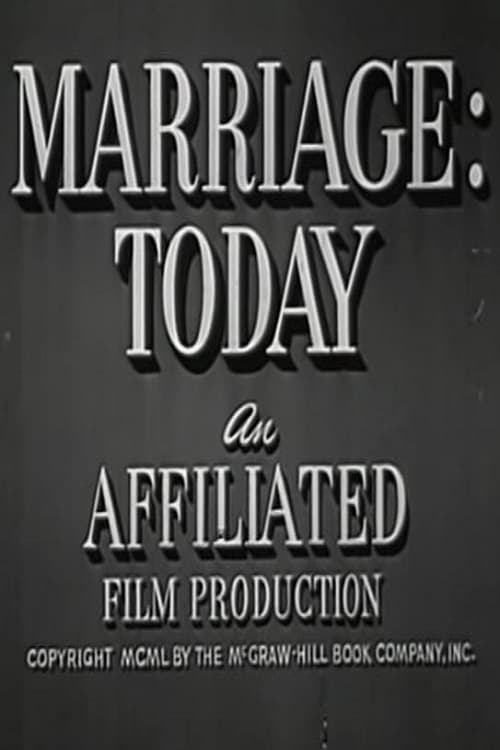 MARRIAGE:
TODAY
An
AFFILIATED
FILM PRODUCTION
COPYRIGHT MCML BY THE McGRAW-HILL BOOK COMPANY, INC.